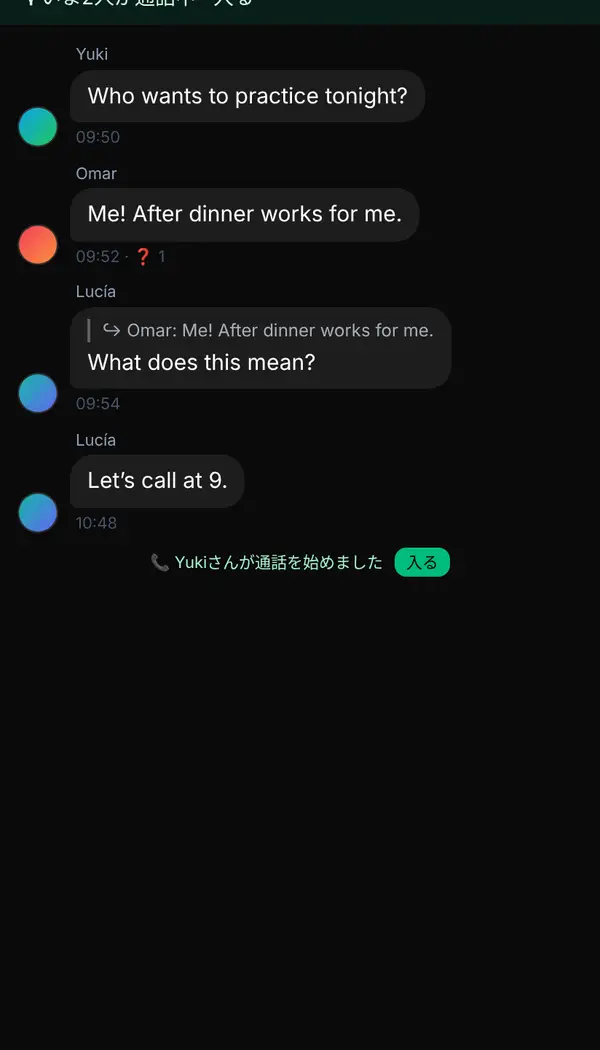 Yuki
Who wants to practice tonight?
09:50
Omar
Me! After dinner works for me.
09:52 · ❓ 1
Lucía
↪ Omar: Me! After dinner works for me.
What does this mean?
09:54
Lucía
Let’s call at 9.
10:48
📞 Yukiさんが通話を始めました 入る